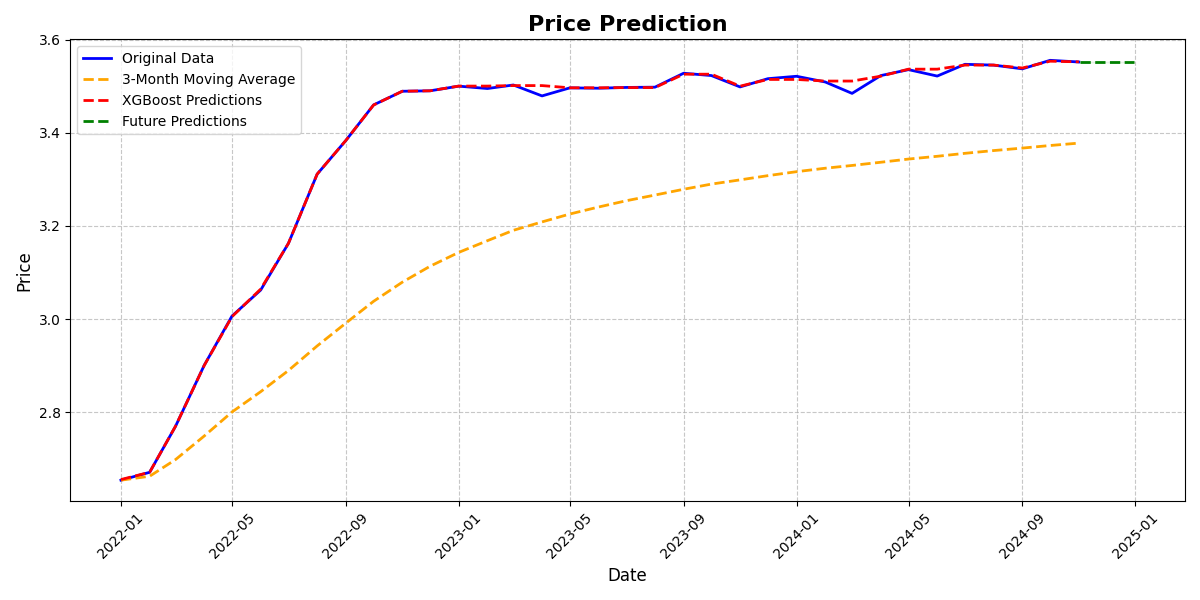 Price Prediction
Original Data
3-Month Moving Average
XGBoost Predictions
Future Predictions
Price
3.6
3.4
3.2
3.0
2.8
2022-01
2022-05
2022-09
2023-01
2023-05
2023-09
2024-01
2024-05
2024-09
2025-01
Date